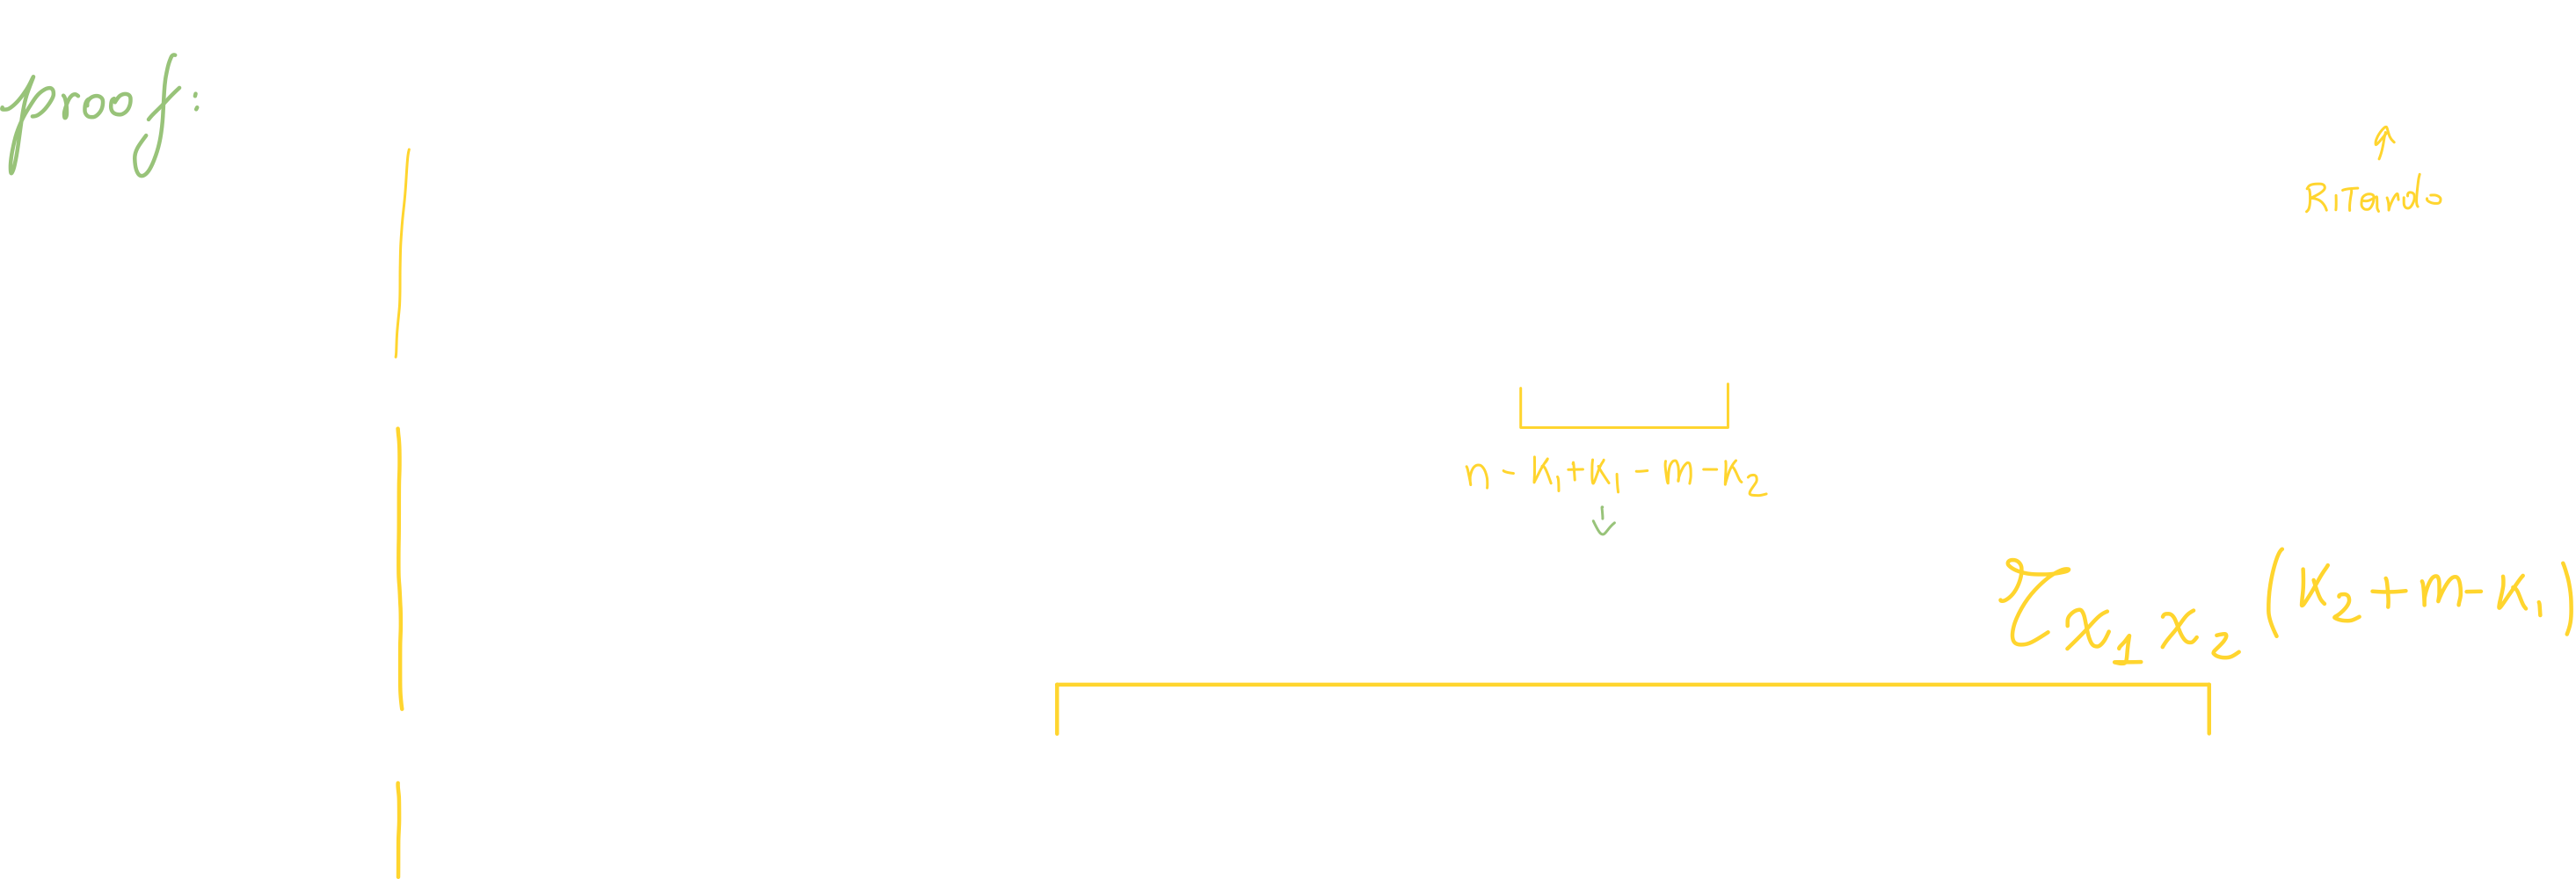 proof:
RiTardo
n - K₁+K₁ - m - K₂
τx₁x₂(K₂+m-K₁)